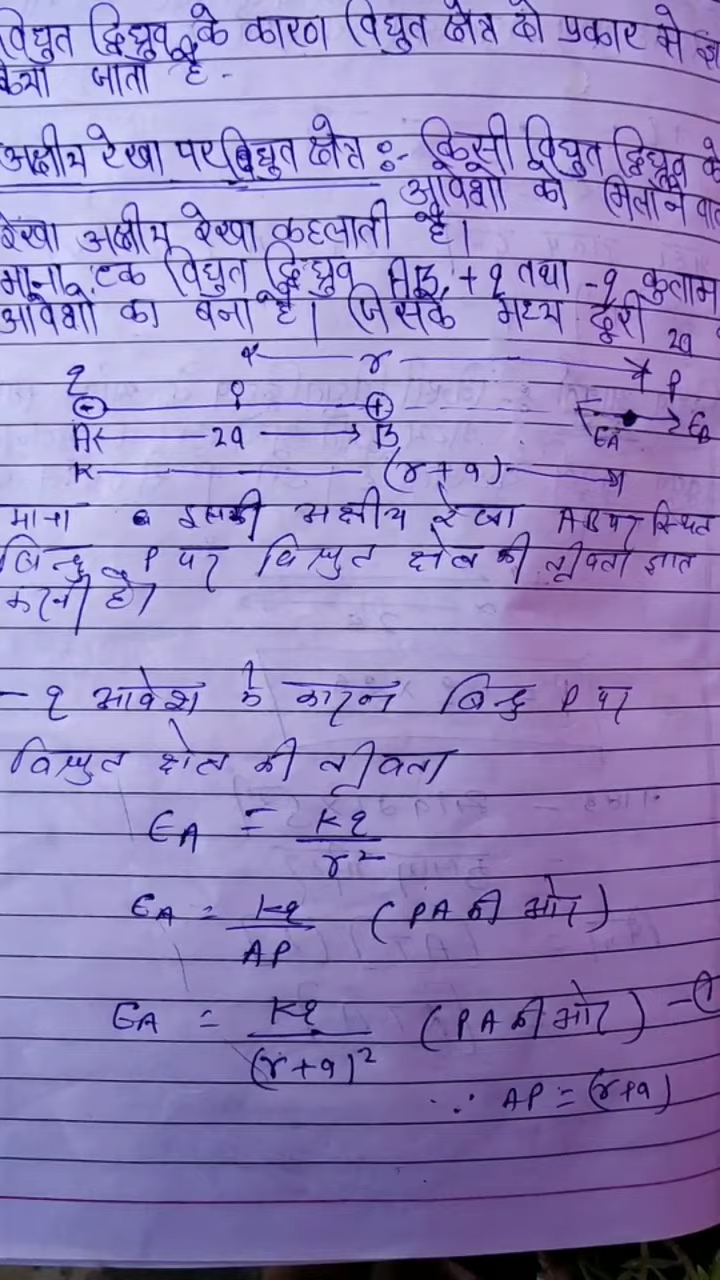 विद्युत द्विध्रुव के कारण विद्युत क्षेत्र दो प्रकार से
किया जाता है -
अक्षीय रेखा पर विद्युत क्षेत्र :- किसी विद्युत द्विध्रुव के
आवेशों को मिलाने
रेखा अक्षीय रेखा कहलाती है।
माना एक विद्युत द्विध्रुव AB, +q तथा -q कुलाम
आवेशों का बना है। जिसके मध्य दूरी 2a
r
q P
- +
A 2a B EA EB
(r+a)
माना इसकी अक्षीय रेखा AB पर स्थित
बिन्दु P पर विद्युत क्षेत्र की तीव्रता ज्ञात
करनी है।
-q आवेश के कारन बिन्दु P पर
विद्युत क्षेत्र की तीव्रता
EA = Kq/r²
EA = Kq/AP (PA की ओर)
EA = Kq/(r+a)² (PA की ओर) -①
∵ AP = (r+a)